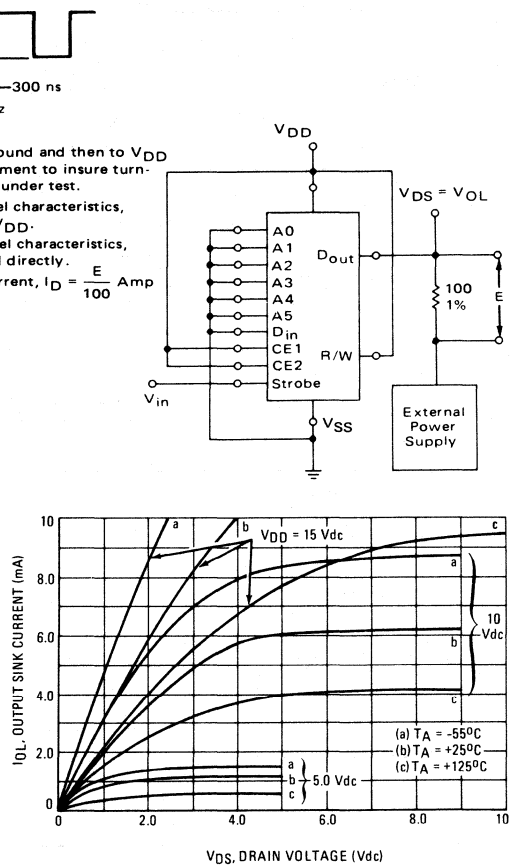 —300 ns
z
ound and then to VDD
ment to insure turn-
under test.
el characteristics,
VDD.
el characteristics,
d directly.
rrent, ID = E/100 Amp
VDD
VDS = VOL
A0
A1
A2
A3
A4
A5
Din
CE1
CE2
Strobe
Dout
R/W
100
1%
E
Vin
VSS
External
Power
Supply
IOL, OUTPUT SINK CURRENT (mA)
10
8.0
6.0
4.0
2.0
0
a
b
c
VDD = 15 Vdc
a
b
c
10
Vdc
a
b
c
5.0 Vdc
(a) TA = -55ºC
(b) TA = +25ºC
(c) TA = +125ºC
0
2.0
4.0
6.0
8.0
10
VDS, DRAIN VOLTAGE (Vdc)